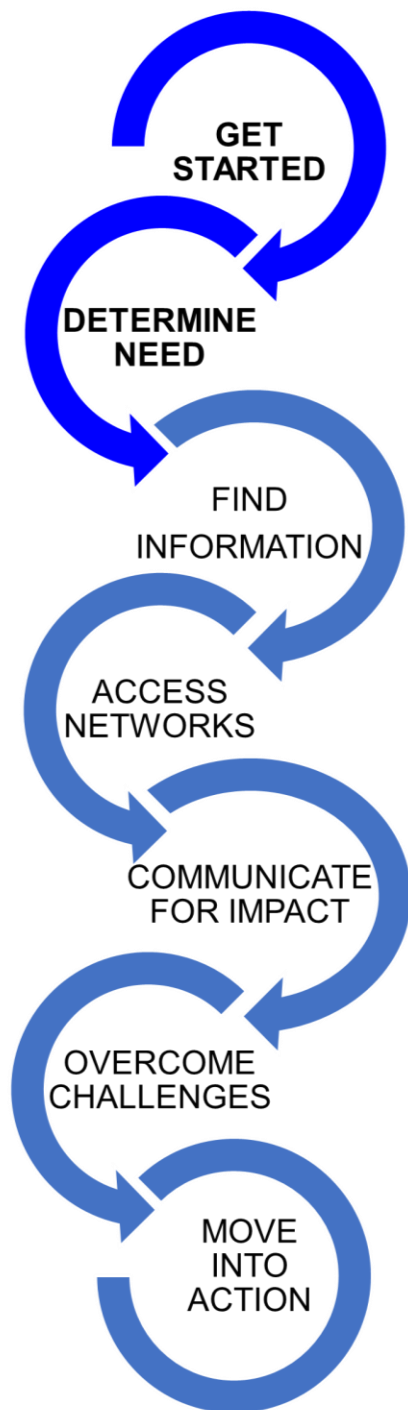 GET
STARTED
DETERMINE
NEED
FIND
INFORMATION
ACCESS
NETWORKS
COMMUNICATE
FOR IMPACT
OVERCOME
CHALLENGES
MOVE
INTO
ACTION